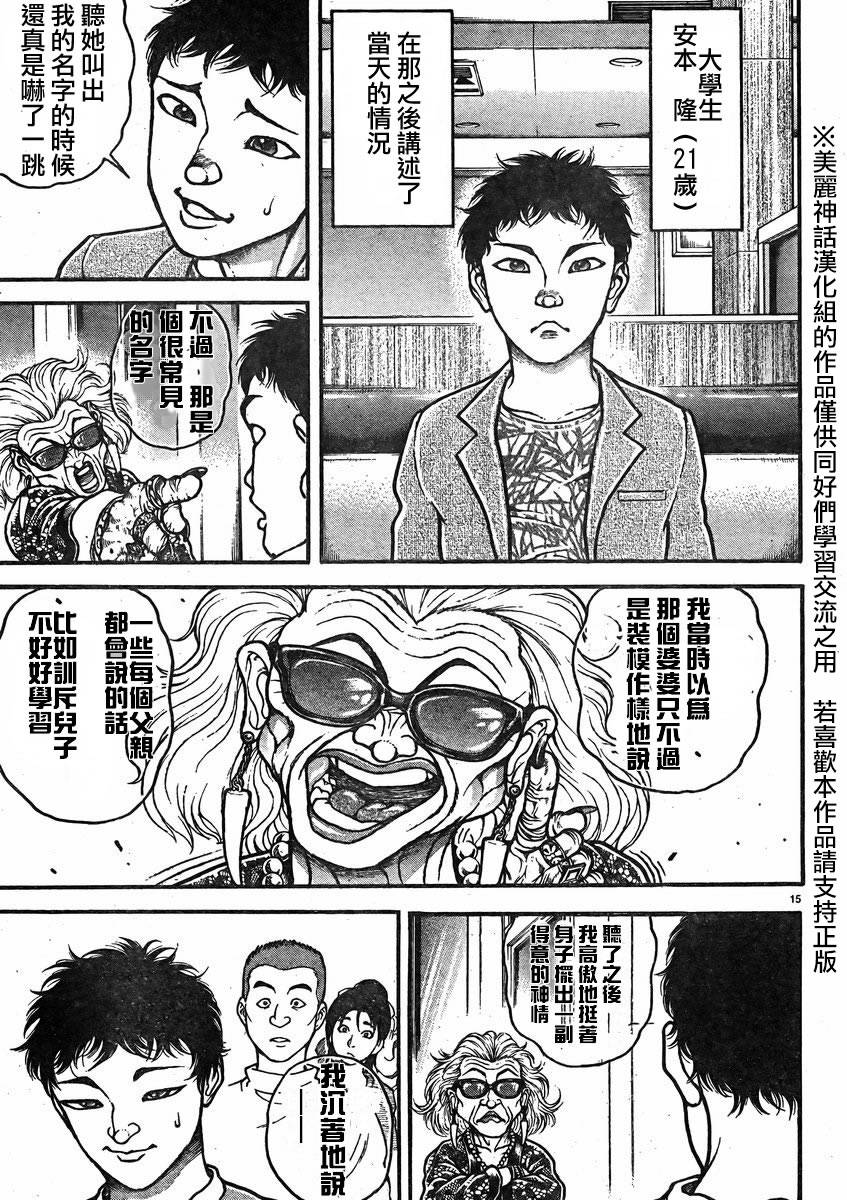 大學生
安本 隆(21歲)
在那之後講述了
當天的情況
聽她叫出
我的名字的時候
還真是嚇了一跳
不過、那是
個很常見
的名字
我當時以為、
那個婆婆只不過
是裝模作樣地說
一些每個父親
都會說的話、
比如訓斥兒子
不好好學習
15
聽了之後、
我高傲地挺著
身子擺出一副
得意的神情
我沉著地說
——
※美麗神話漢化組的作品僅供同好們學習交流之用 若喜歡本作品請支持正版